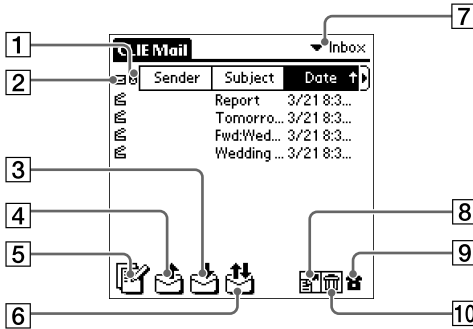 7
1
CLIE Mail
Inbox
2
Sender Subject Date
Report 3/21 8:3...
Tomorro... 3/21 8:3...
Fwd:Wed... 3/21 8:3...
Wedding ... 3/21 8:3...
3
4
8
5
9
6
10